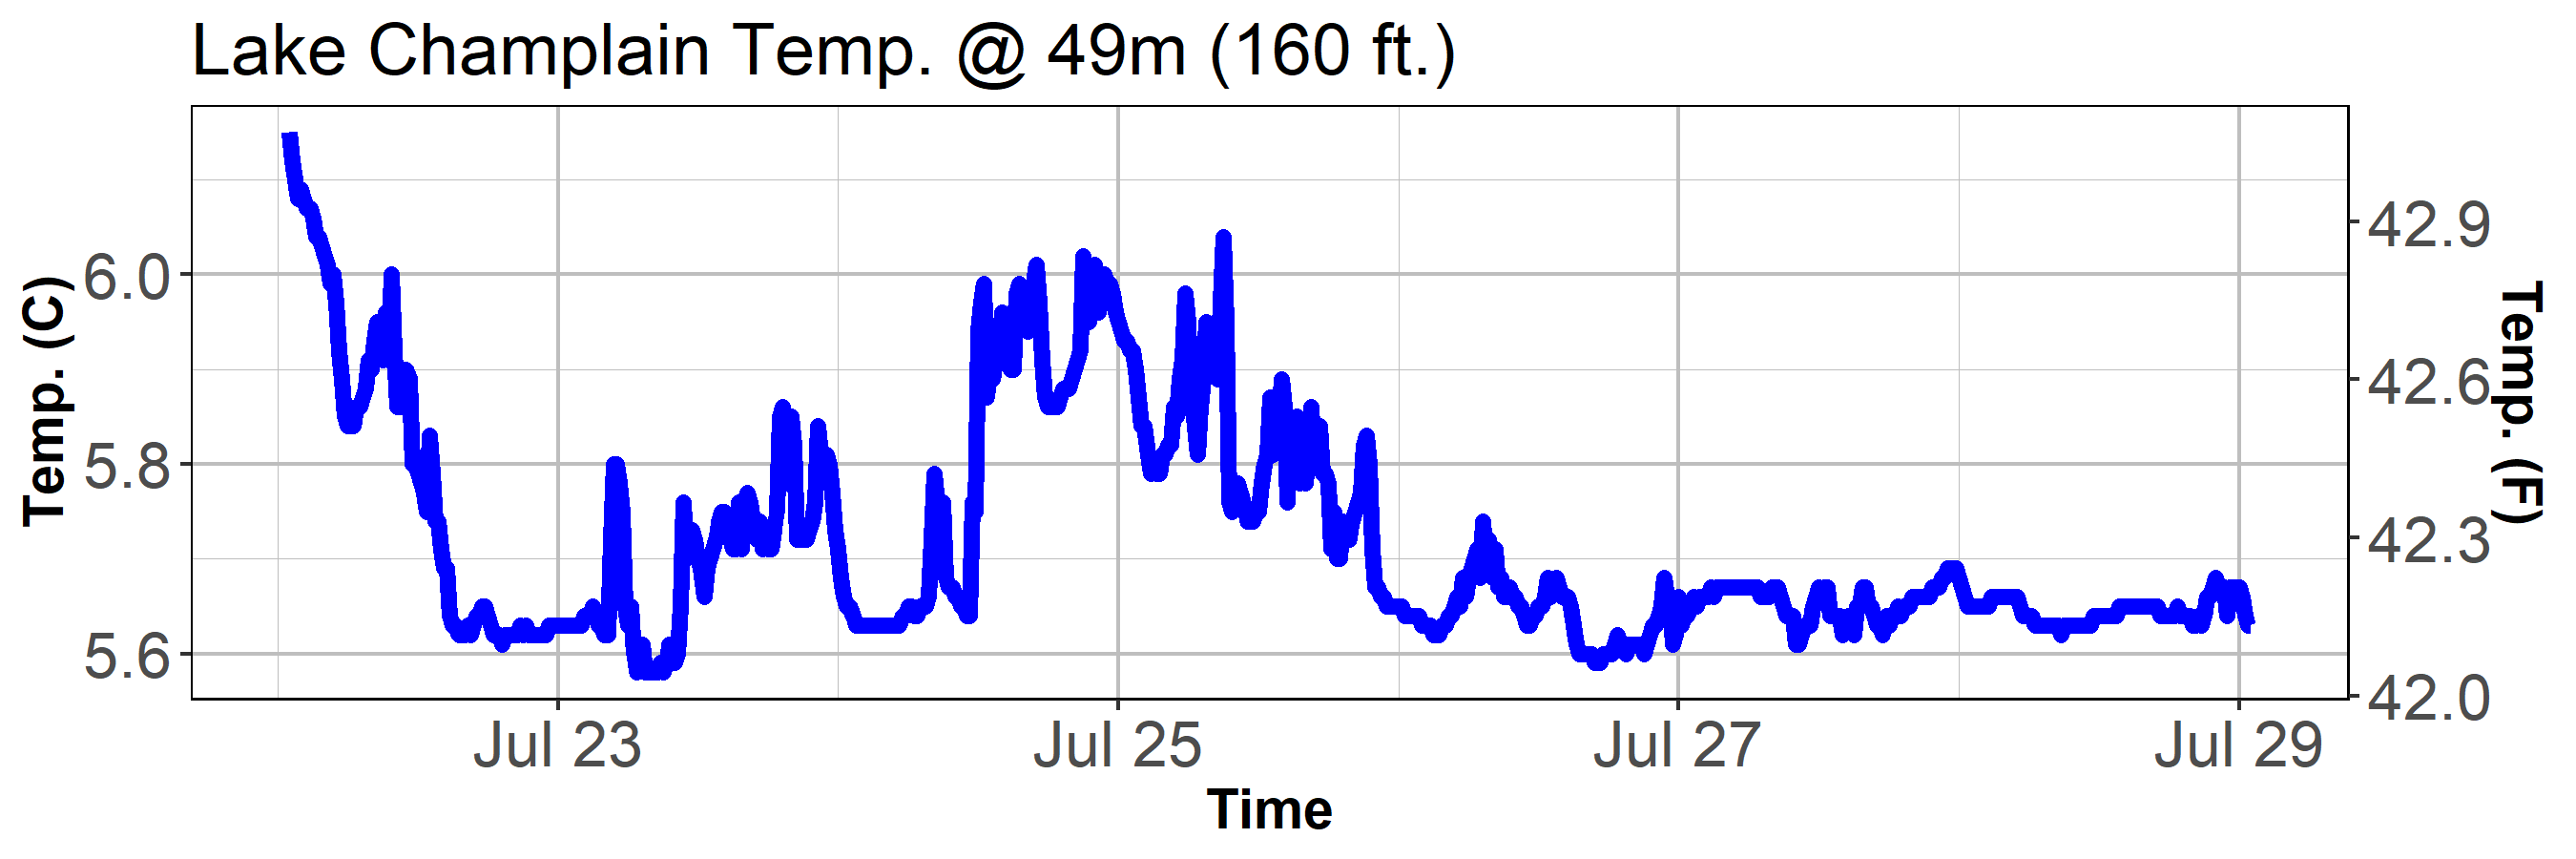 Lake Champlain Temp. @ 49m (160 ft.)
Temp. (C)
6.0
5.8
5.6
42.9
42.6
42.3
42.0
Temp. (F)
Jul 23 Jul 25 Jul 27 Jul 29
Time